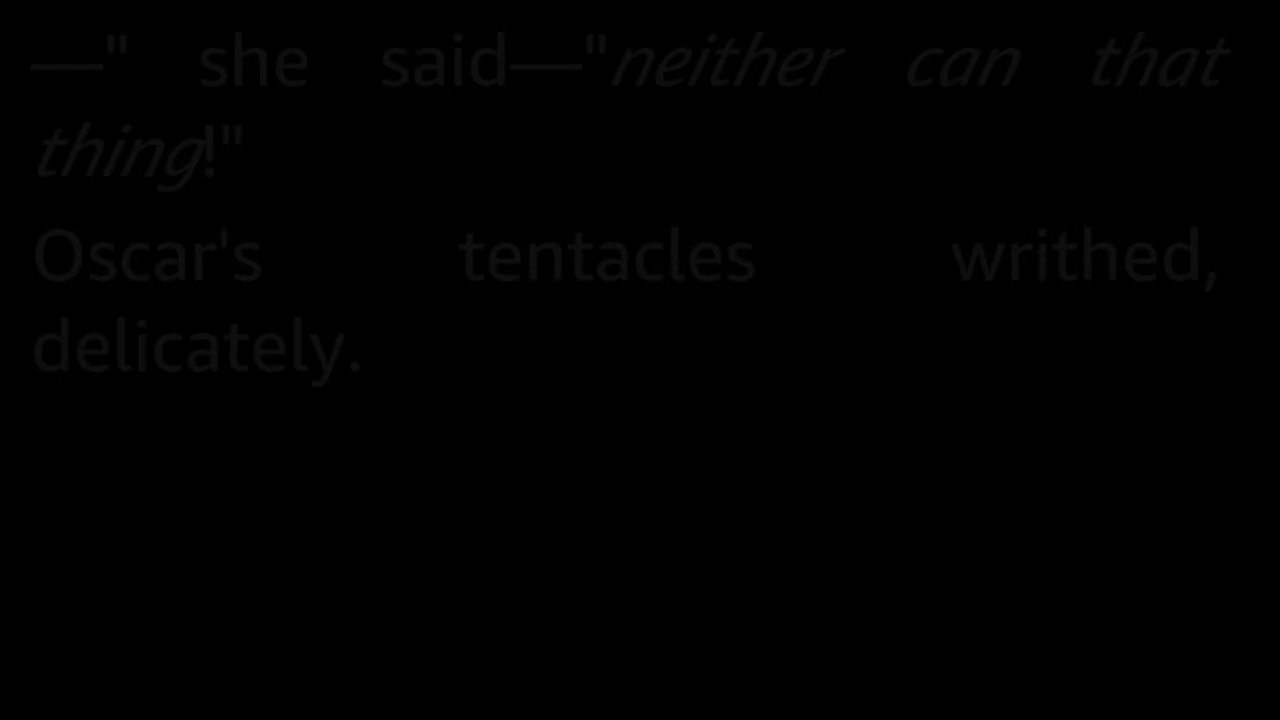 —" she said—"neither can that
thing!"
Oscar's tentacles writhed,
delicately.